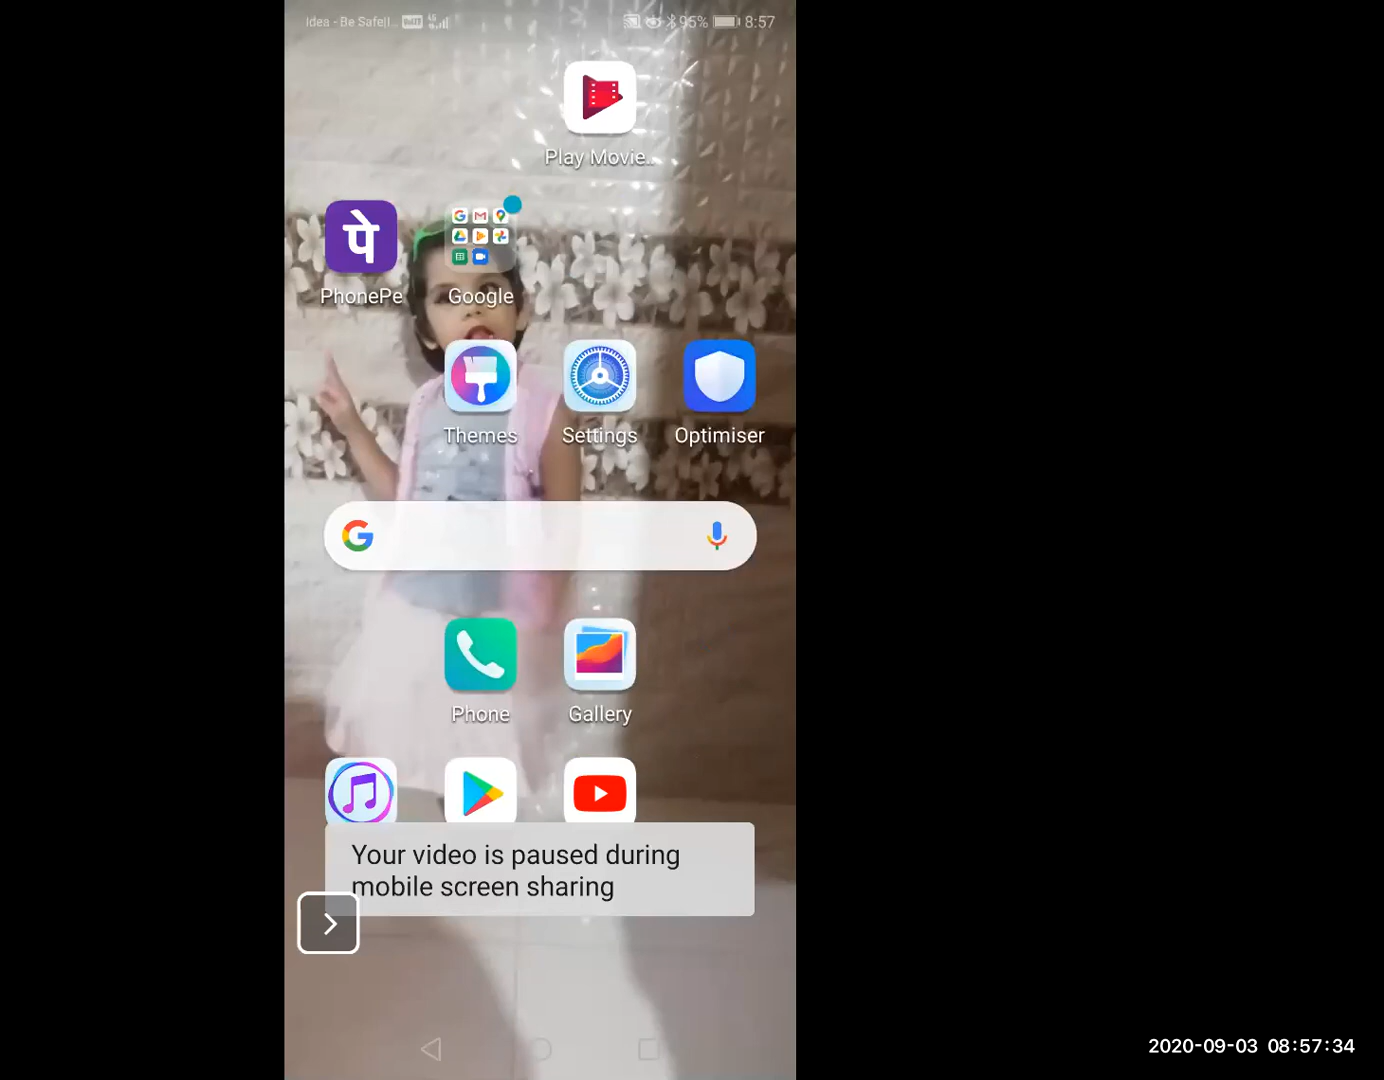 Idea - Be Safe|I... 95% 8:57
Play Movie..
पे
PhonePe Google
Themes Settings Optimiser
Phone Gallery
Your video is paused during
mobile screen sharing
2020-09-03 08:57:34